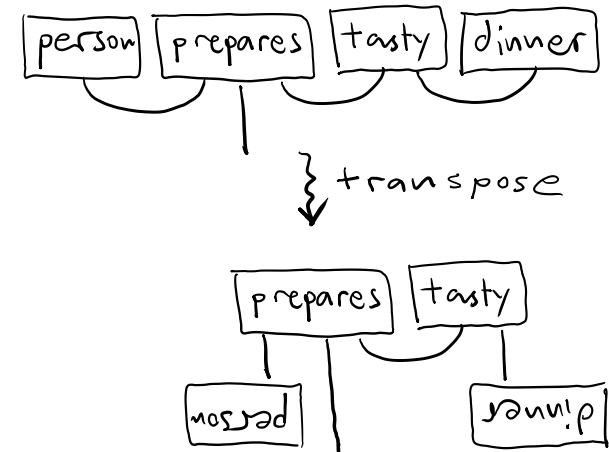 person prepares tasty dinner
transpose
prepares tasty
person dinner